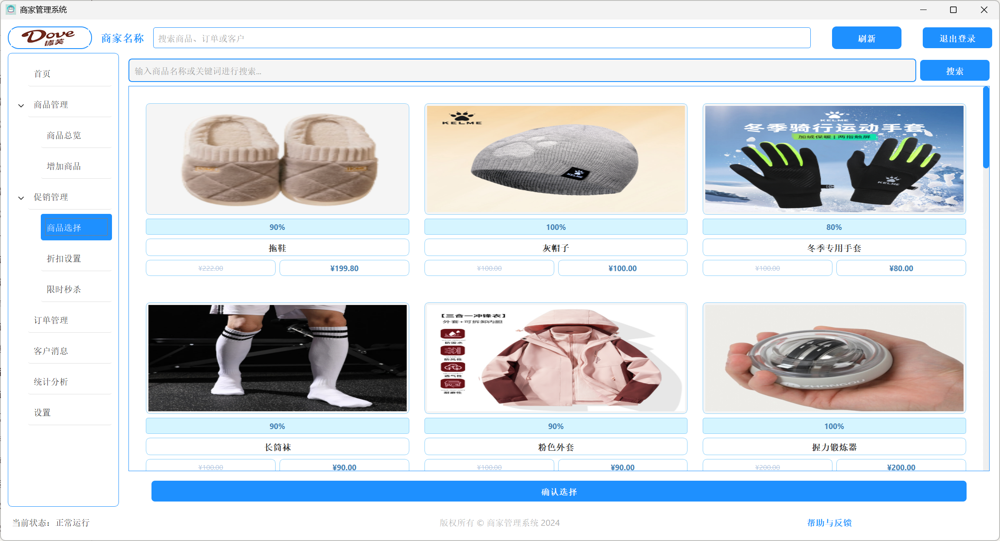 商家管理系统
Dove
德芙
商家名称
搜索商品、订单或客户
刷新
退出登录
首页
商品管理
商品总览
增加商品
促销管理
商品选择
折扣设置
限时秒杀
订单管理
客户消息
统计分析
设置
输入商品名称或关键词进行搜索...
搜索
KELME
KELME
KELME
冬季骑行运动手套
加绒保暖 | 两指触屏
KELME
90%
100%
80%
拖鞋
灰帽子
冬季专用手套
¥222.00
¥199.80
¥100.00
¥100.00
¥100.00
¥80.00
【三合一冲锋衣】
外套+可拆卸内胆
防泼水
防风性
透气性
耐磨性
ZHONGOU
90%
90%
100%
长筒袜
粉色外套
握力锻炼器
¥100.00
¥90.00
¥100.00
¥90.00
¥200.00
¥200.00
确认选择
当前状态：正常运行
版权所有 © 商家管理系统 2024
帮助与反馈